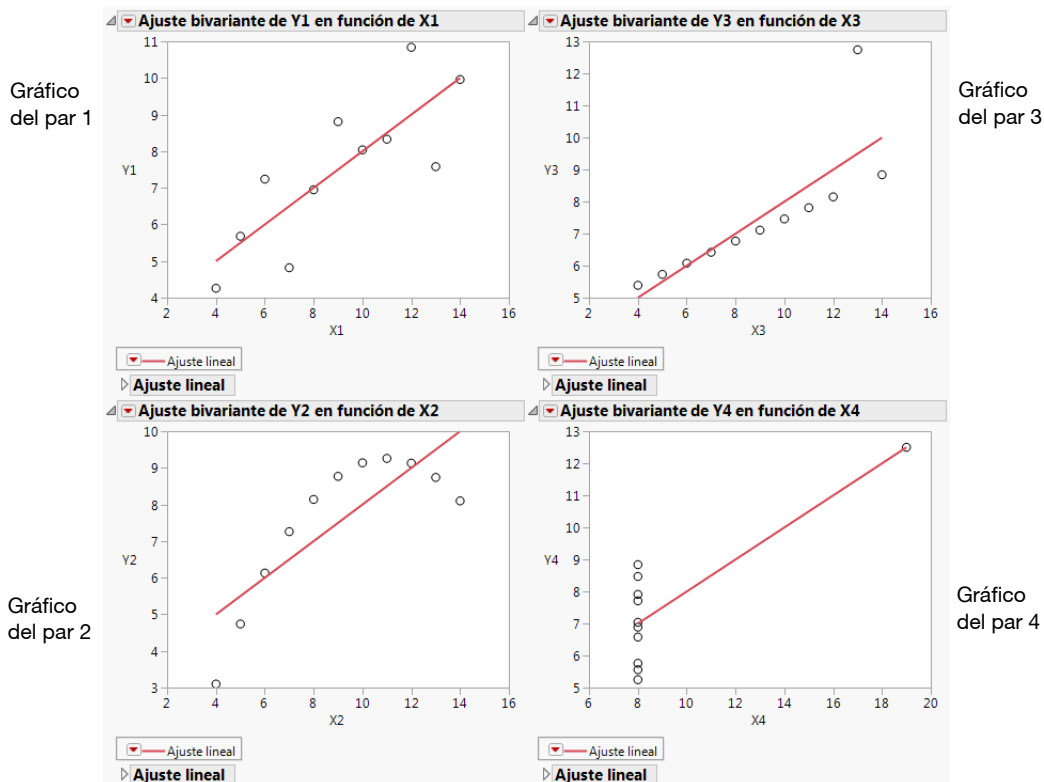 Gráfico
del par 1
Ajuste bivariante de Y1 en función de X1
11
10
9
8
7
6
5
4
Y1
2 4 6 8 10 12 14 16
X1
Ajuste lineal
Ajuste lineal
Gráfico
del par 3
Ajuste bivariante de Y3 en función de X3
13
12
11
10
9
8
7
6
5
Y3
2 4 6 8 10 12 14 16
X3
Ajuste lineal
Ajuste lineal
Gráfico
del par 2
Ajuste bivariante de Y2 en función de X2
10
9
8
7
6
5
4
3
Y2
2 4 6 8 10 12 14 16
X2
Ajuste lineal
Ajuste lineal
Gráfico
del par 4
Ajuste bivariante de Y4 en función de X4
13
12
11
10
9
8
7
6
5
Y4
6 8 10 12 14 16 18 20
X4
Ajuste lineal
Ajuste lineal